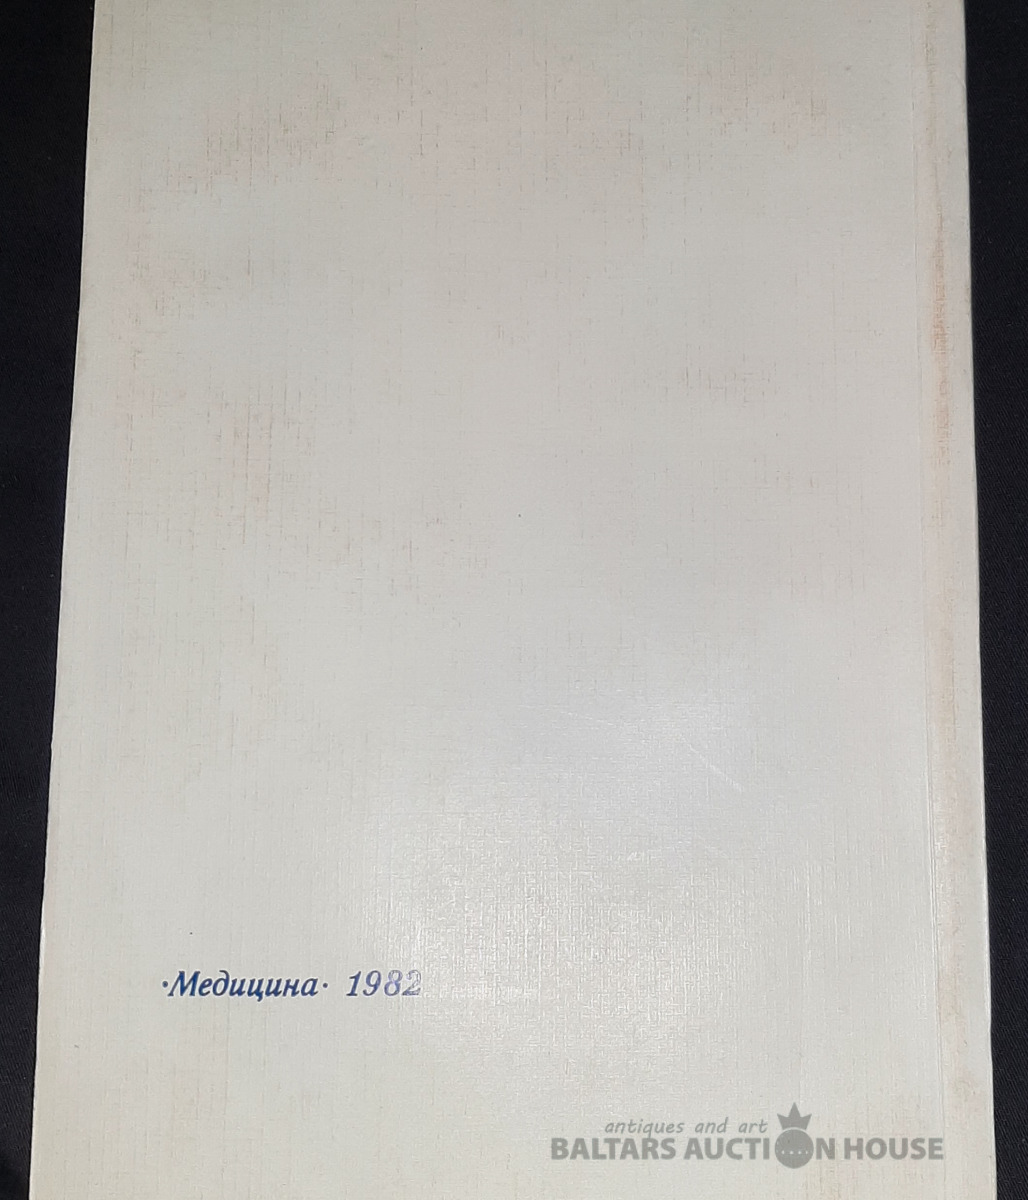 ·Медицина· 1982
antiques and art
BALTARS AUCTION HOUSE